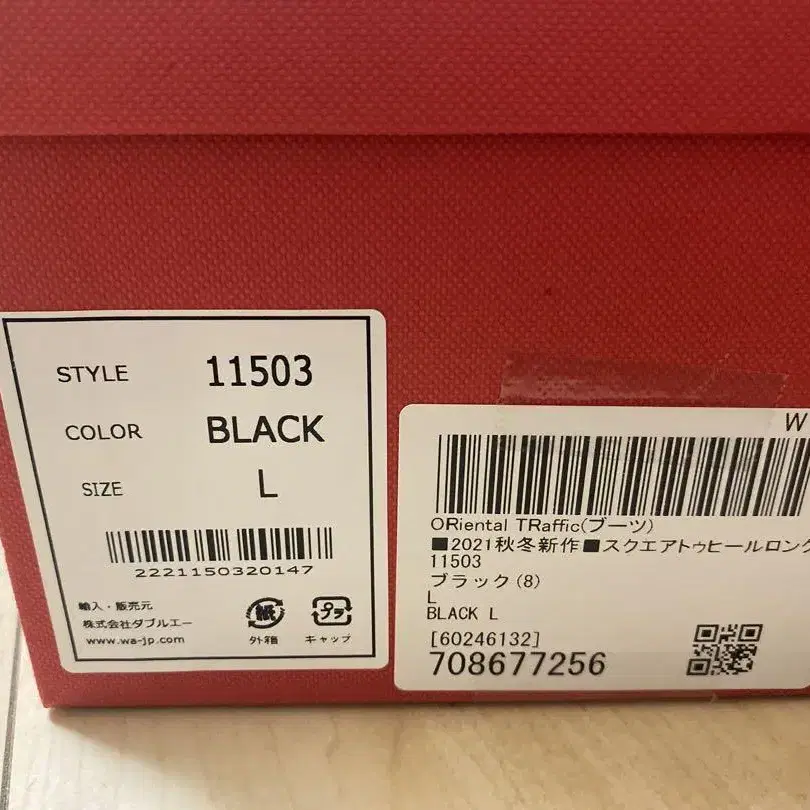 STYLE 11503
COLOR BLACK
SIZE L
2221150320147
輸入・販売元
株式会社ダブルエー
www.wa-jp.com
紙
外箱
プラ
キャップ
W
ORiental TRaffic(ブーツ)
■2021秋冬新作■スクエアトゥヒールロング
11503
ブラック(8)
L
BLACK L
[60246132]
708677256